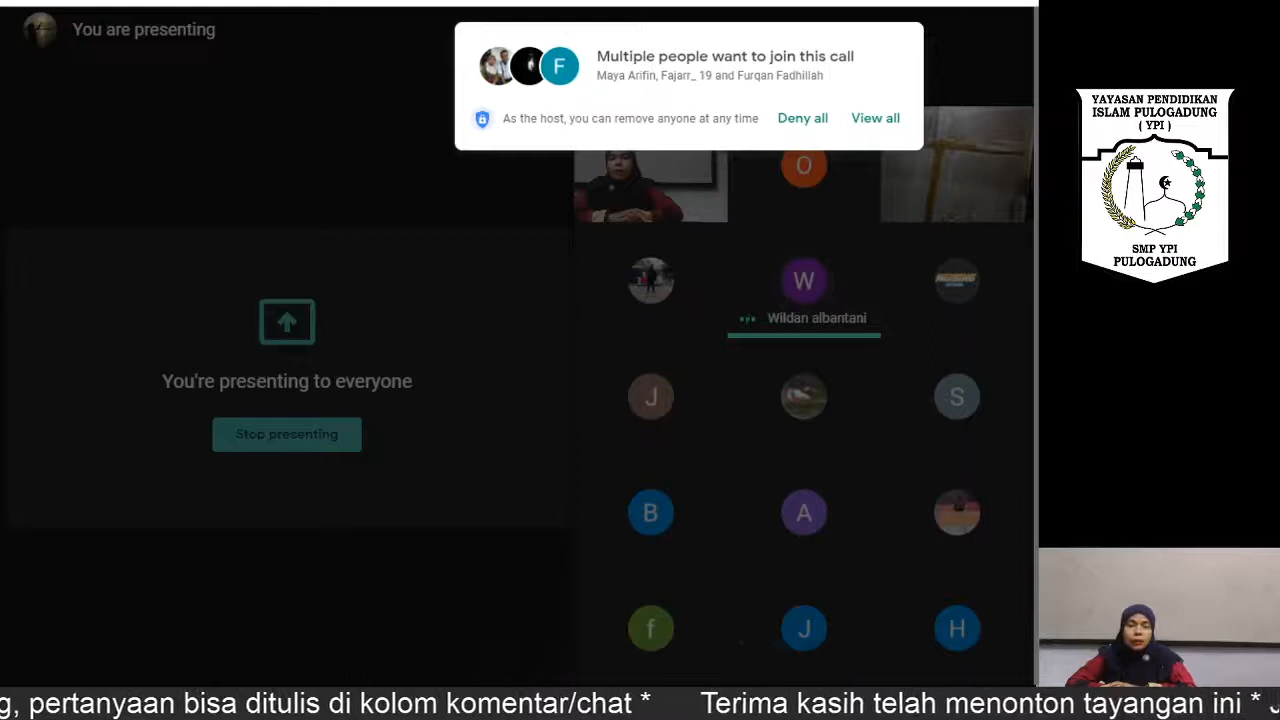 You are presenting
Multiple people want to join this call
Maya Arifin, Fajarr_ 19 and Furqan Fadhillah
F
As the host, you can remove anyone at any time
Deny all
View all
O
W
Wildan albantani
J
S
B
A
f
J
H
You're presenting to everyone
Stop presenting
YAYASAN PENDIDIKAN
ISLAM PULOGADUNG
( YPI )
SMP YPI
PULOGADUNG
g, pertanyaan bisa ditulis di kolom komentar/chat * Terima kasih telah menonton tayangan ini * J